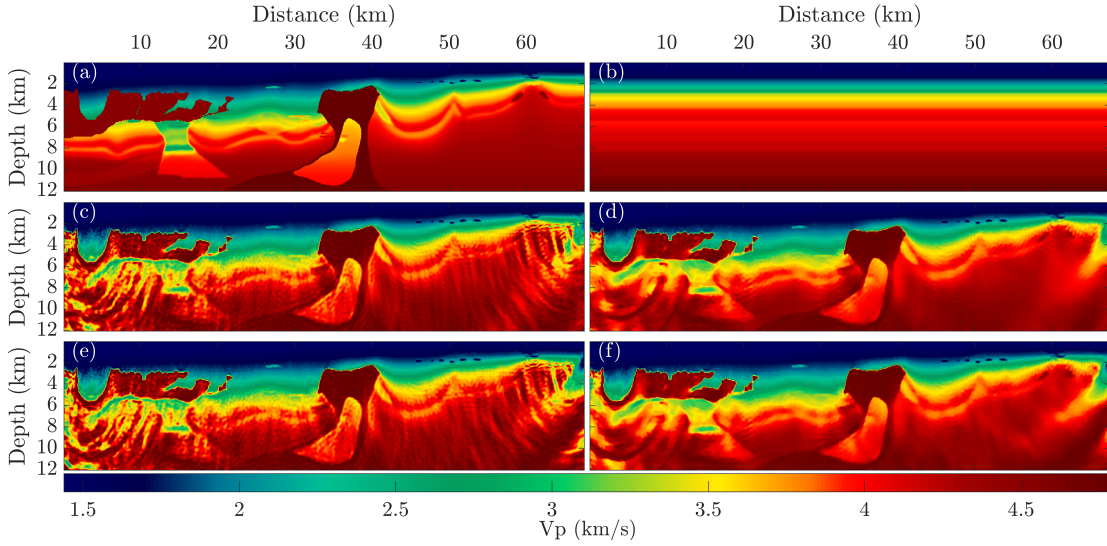 Distance (km) Distance (km)
10 20 30 40 50 60 10 20 30 40 50 60
(a) (b)
Depth (km)
2
4
6
8
10
12
(c) (d)
Depth (km)
2
4
6
8
10
12
(e) (f)
Depth (km)
2
4
6
8
10
12
1.5 2 2.5 3 3.5 4 4.5
Vp (km/s)